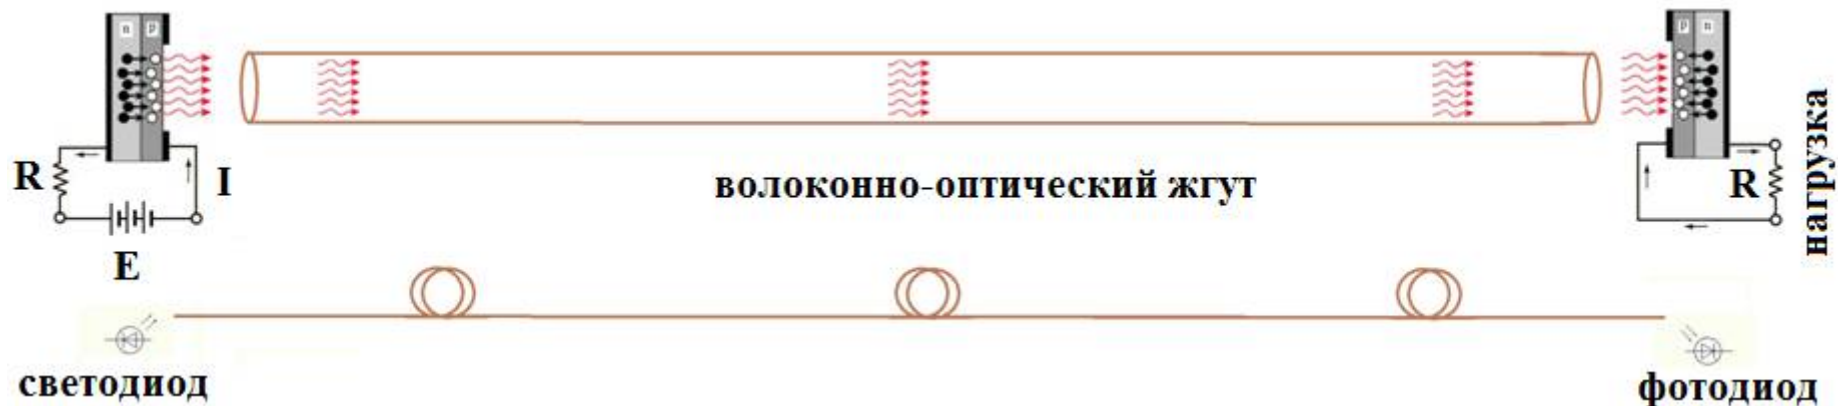 n p
p n
R
I
E
волоконно-оптический жгут
R
нагрузка
светодиод
фотодиод